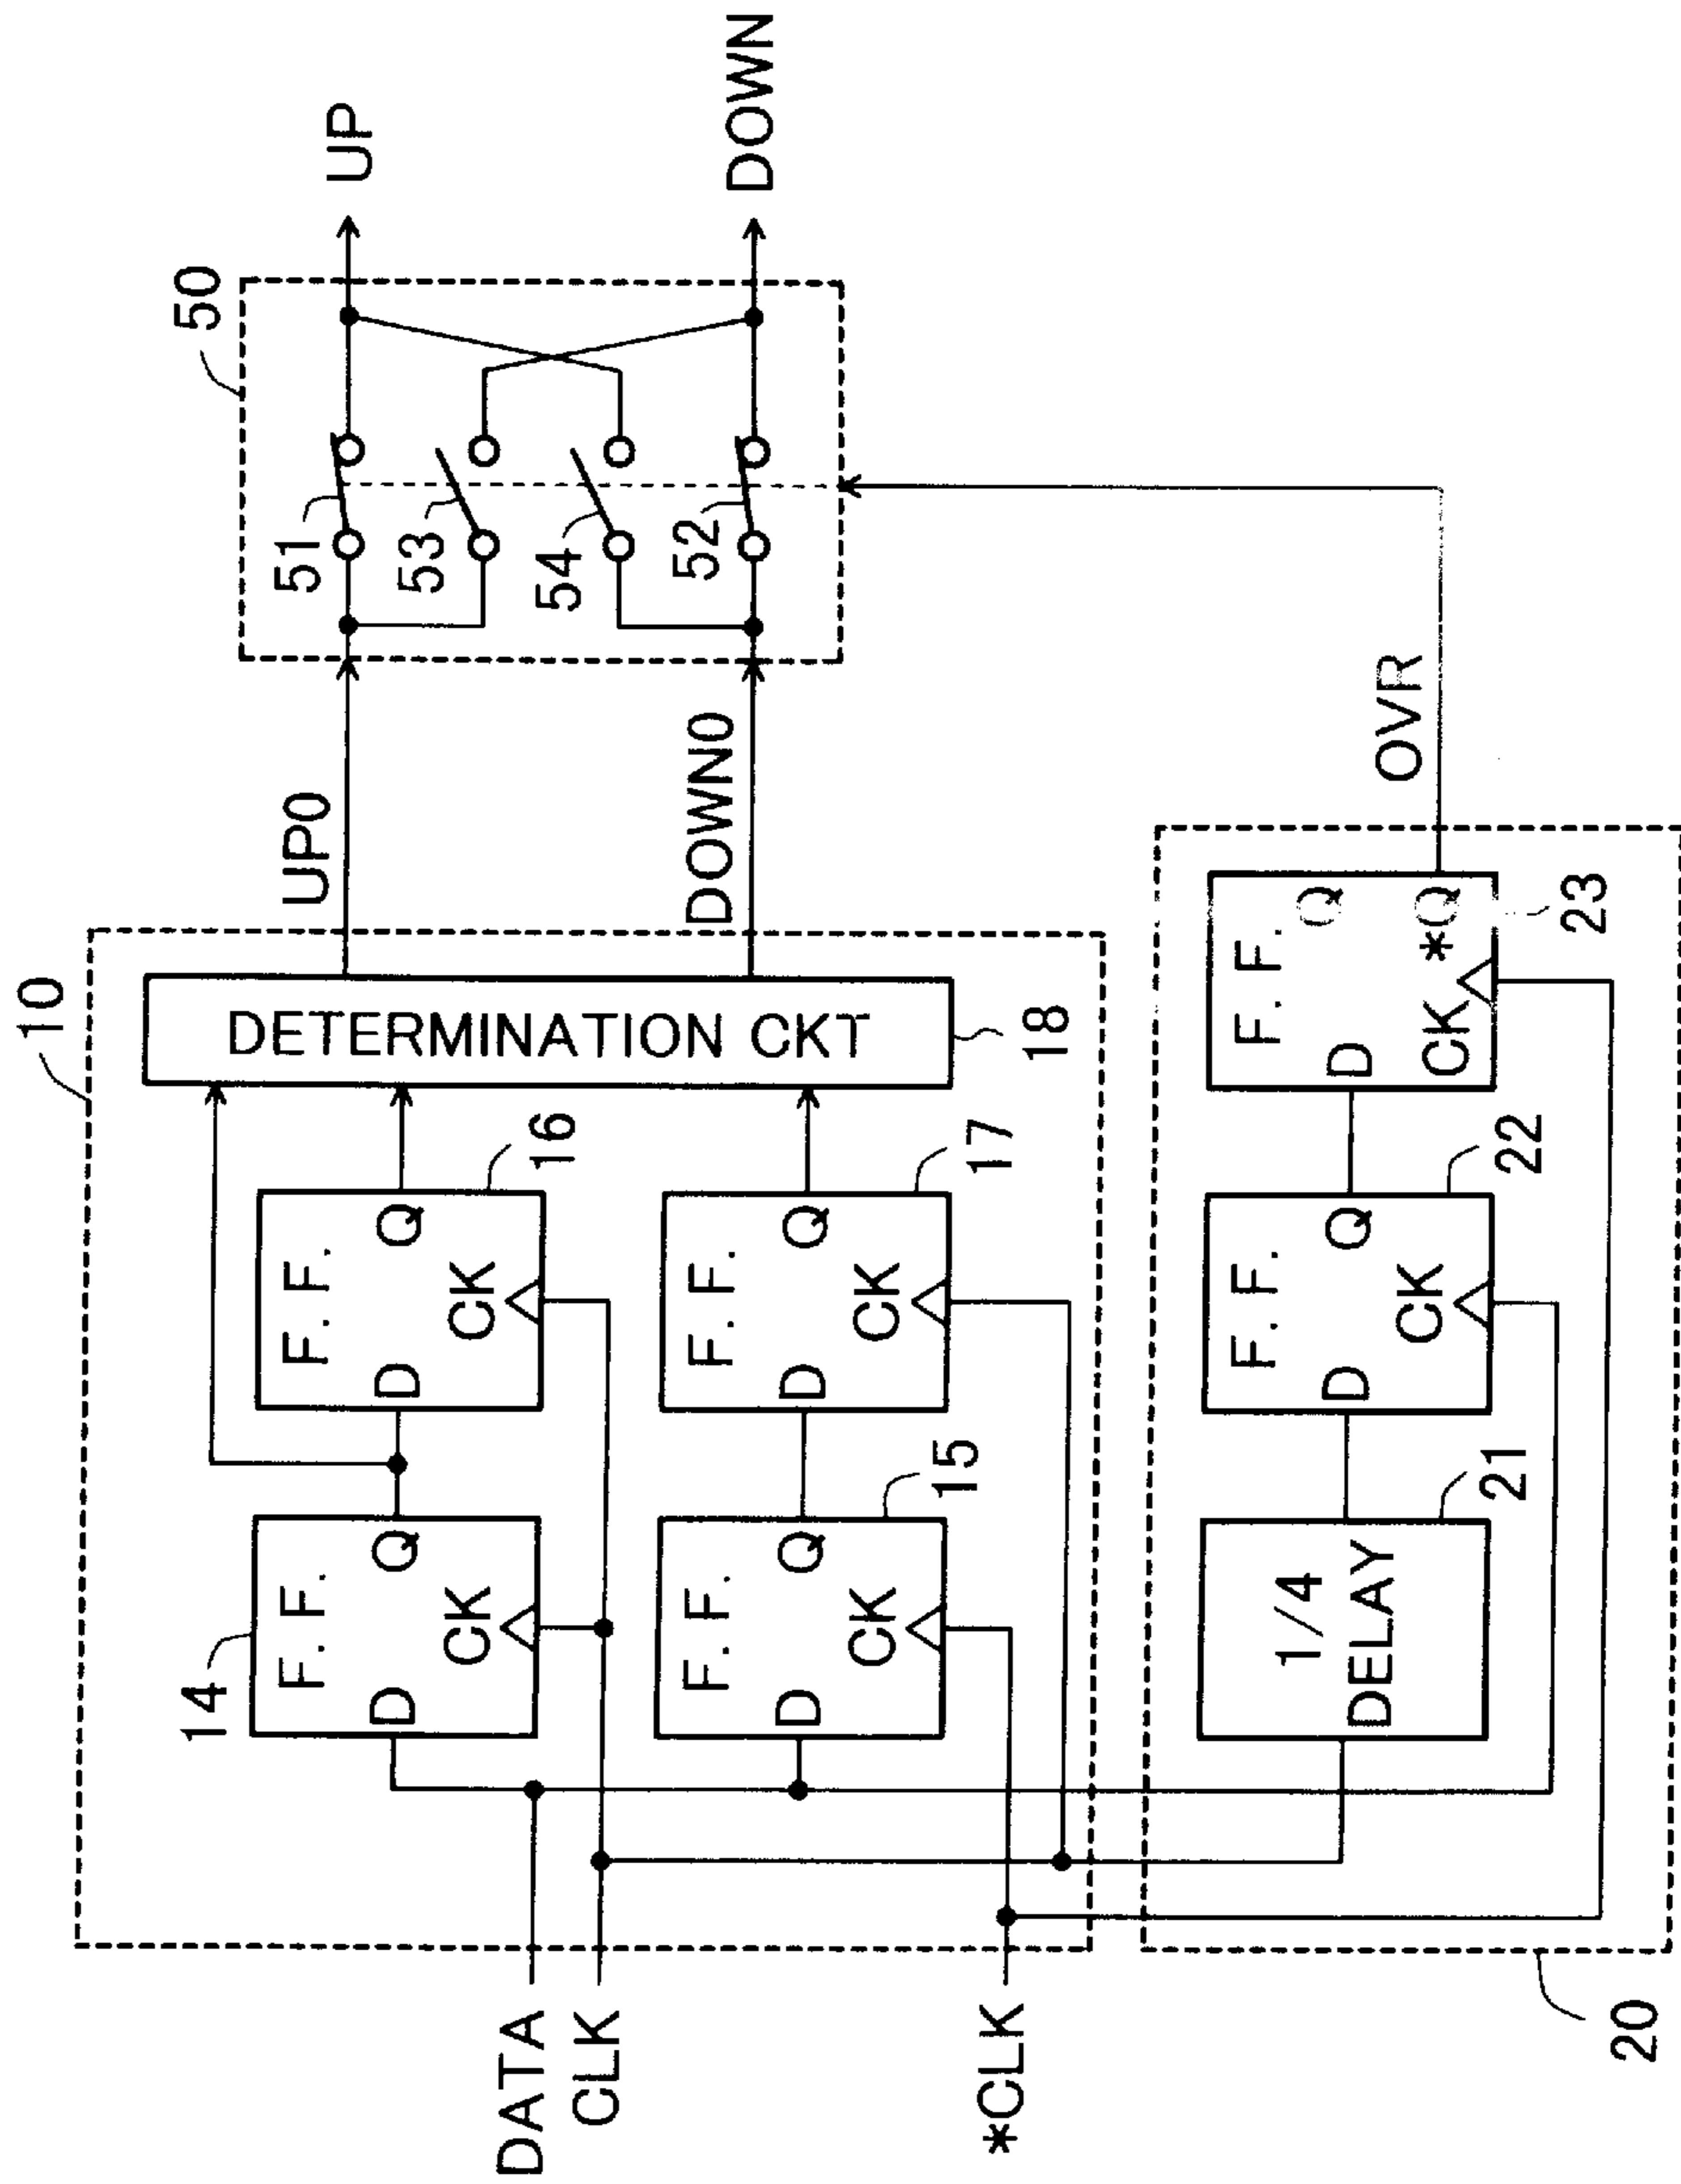 10
14
F.F.
D
Q
CK
16
F.F.
D
Q
CK
15
F.F.
D
Q
CK
17
F.F.
D
Q
CK
DETERMINATION CKT
18
UP0
DOWN0
50
51
53
54
52
UP
DOWN
DATA
CLK
*CLK
20
1/4
DELAY
21
F.F.
D
Q
CK
22
F.F.
D
Q
CK
*Q
23
OVR